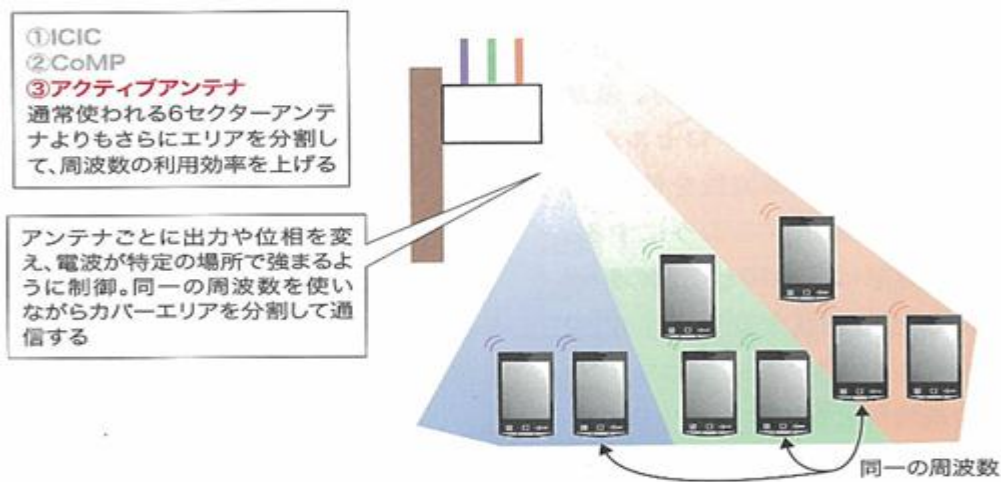 ①ICIC
②CoMP
③アクティブアンテナ
通常使われる6セクターアンテ
ナよりもさらにエリアを分割し
て、周波数の利用効率を上げる
アンテナごとに出力や位相を変
え、電波が特定の場所で強まるよ
うに制御。同一の周波数を使い
ながらカバーエリアを分割して通
信する
同一の周波数